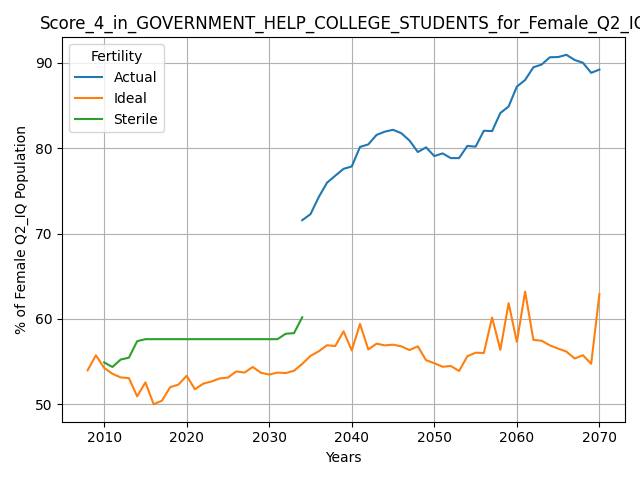 Score_4_in_GOVERNMENT_HELP_COLLEGE_STUDENTS_for_Female_Q2_IQ
Fertility
Actual
Ideal
Sterile
% of Female Q2_IQ Population
90
80
70
60
50
2010 2020 2030 2040 2050 2060 2070
Years